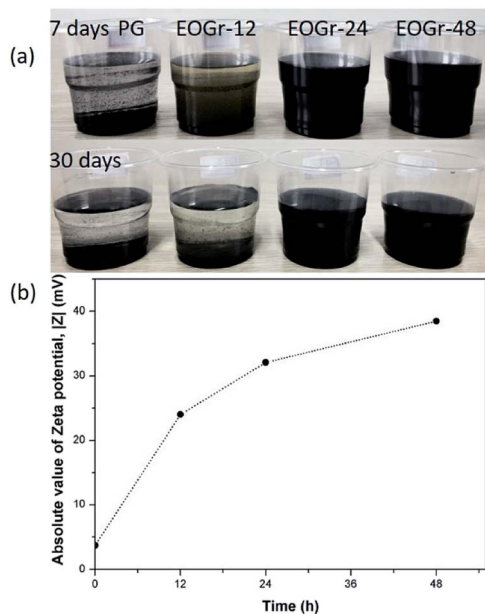 7 days PG EOGr-12 EOGr-24 EOGr-48
(a)
30 days
(b)
Absolute value of Zeta potential, |Z| (mV)
40
30
20
10
0
0 12 24 36 48
Time (h)